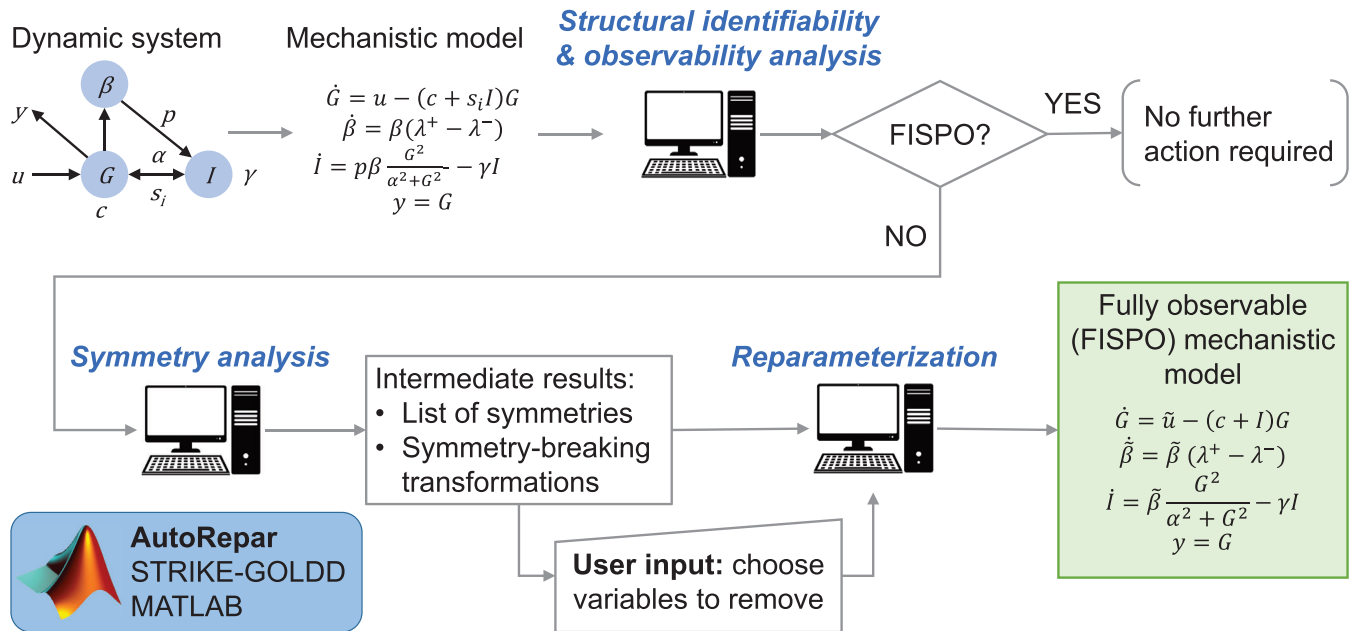 Dynamic system
β
y
p
α
u
G
I
γ
s_i
c
Mechanistic model
Ġ = u − (c + s_i I)G
β̇ = β(λ⁺ − λ⁻)
İ = pβ G²/(α²+G²) − γI
y = G
Structural identifiability
& observability analysis
FISPO?
YES
No further
action required
NO
Symmetry analysis
Intermediate results:
• List of symmetries
• Symmetry-breaking
transformations
User input: choose
variables to remove
Reparameterization
Fully observable
(FISPO) mechanistic
model
Ġ = ũ − (c + I)G
β̃̇ = β̃ (λ⁺ − λ⁻)
İ = β̃ G²/(α² + G²) − γI
y = G
AutoRepar
STRIKE-GOLDD
MATLAB